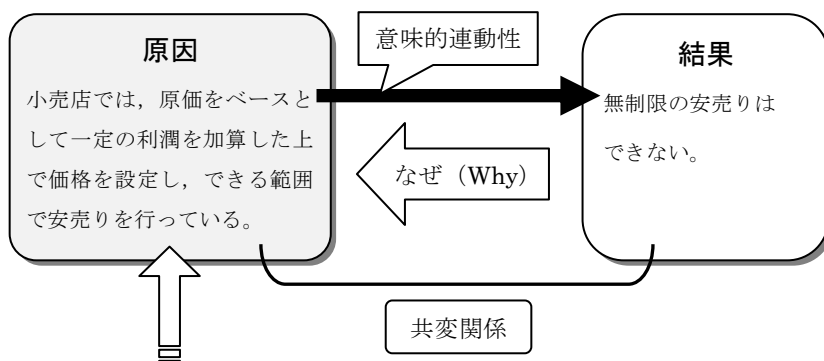 原因
小売店では，原価をベースと
して一定の利潤を加算した上
で価格を設定し，できる範囲
で安売りを行っている。
意味的連動性
なぜ（Why）
結果
無制限の安売りは
できない。
共変関係